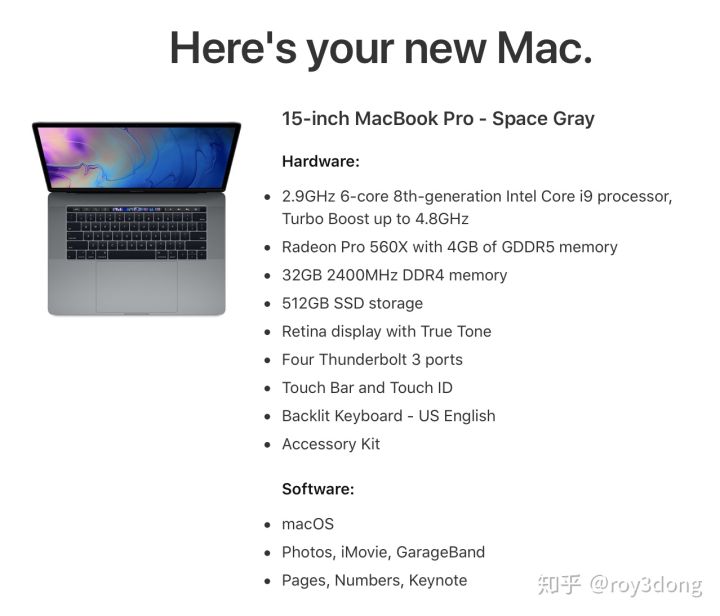 Here's your new Mac.
15-inch MacBook Pro - Space Gray
Hardware:
• 2.9GHz 6-core 8th-generation Intel Core i9 processor,
Turbo Boost up to 4.8GHz
• Radeon Pro 560X with 4GB of GDDR5 memory
• 32GB 2400MHz DDR4 memory
• 512GB SSD storage
• Retina display with True Tone
• Four Thunderbolt 3 ports
• Touch Bar and Touch ID
• Backlit Keyboard - US English
• Accessory Kit
Software:
• macOS
• Photos, iMovie, GarageBand
• Pages, Numbers, Keynote
知乎 @roy3dong